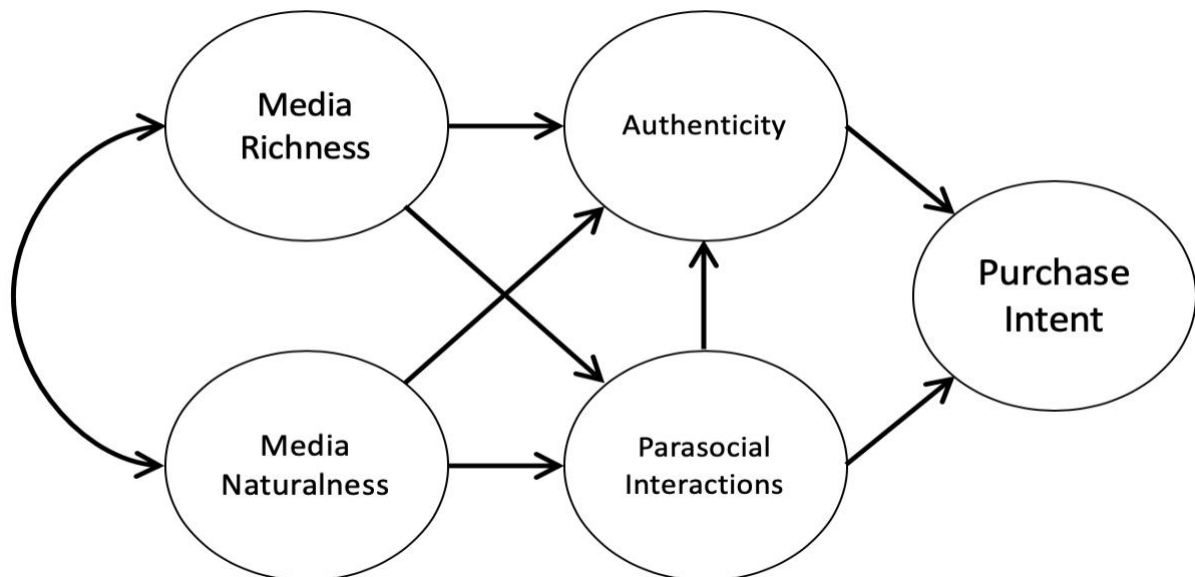 Media
Richness
Authenticity
Purchase
Intent
Media
Naturalness
Parasocial
Interactions